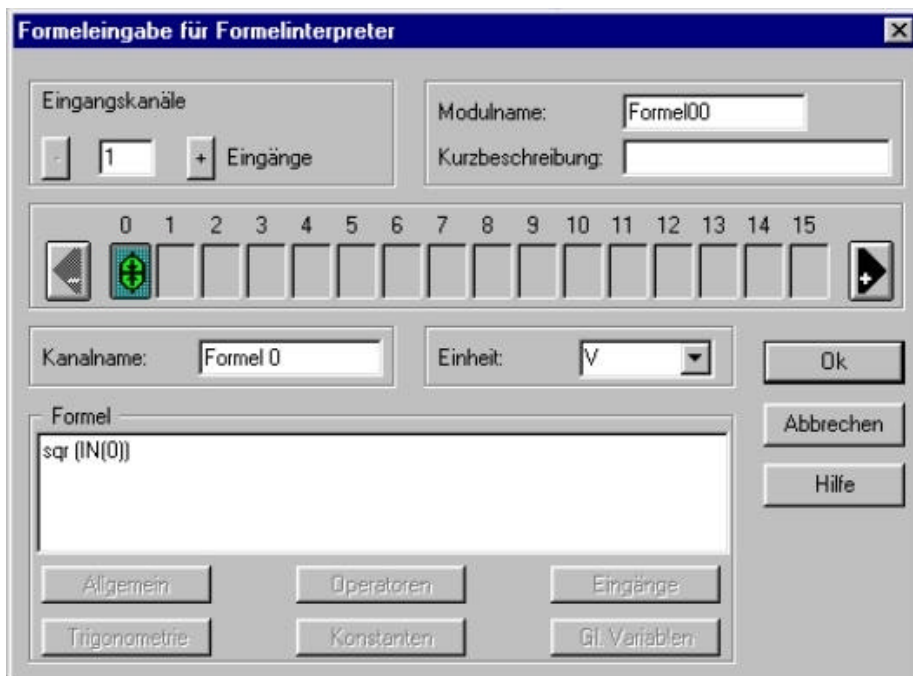 Formeleingabe für Formelinterpreter
Eingangskanäle
- 1 + Eingänge
Modulname: Formel00
Kurzbeschreibung:
0 1 2 3 4 5 6 7 8 9 10 11 12 13 14 15
Kanalname: Formel 0
Einheit: V
Ok
Abbrechen
Hilfe
Formel
sqr (IN(0))
Allgemein Operatoren Eingänge
Trigonometrie Konstanten Gl. Variablen